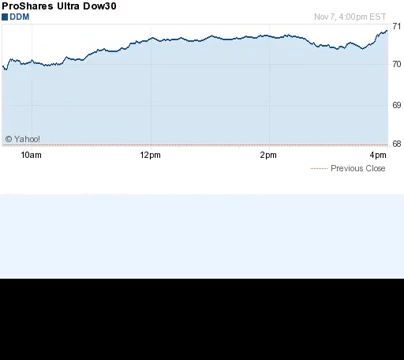 ProShares Ultra Dow30
DDM Nov 7, 4:00pm EST
71
70
69
68
© Yahoo!
10am 12pm 2pm 4pm
Previous Close